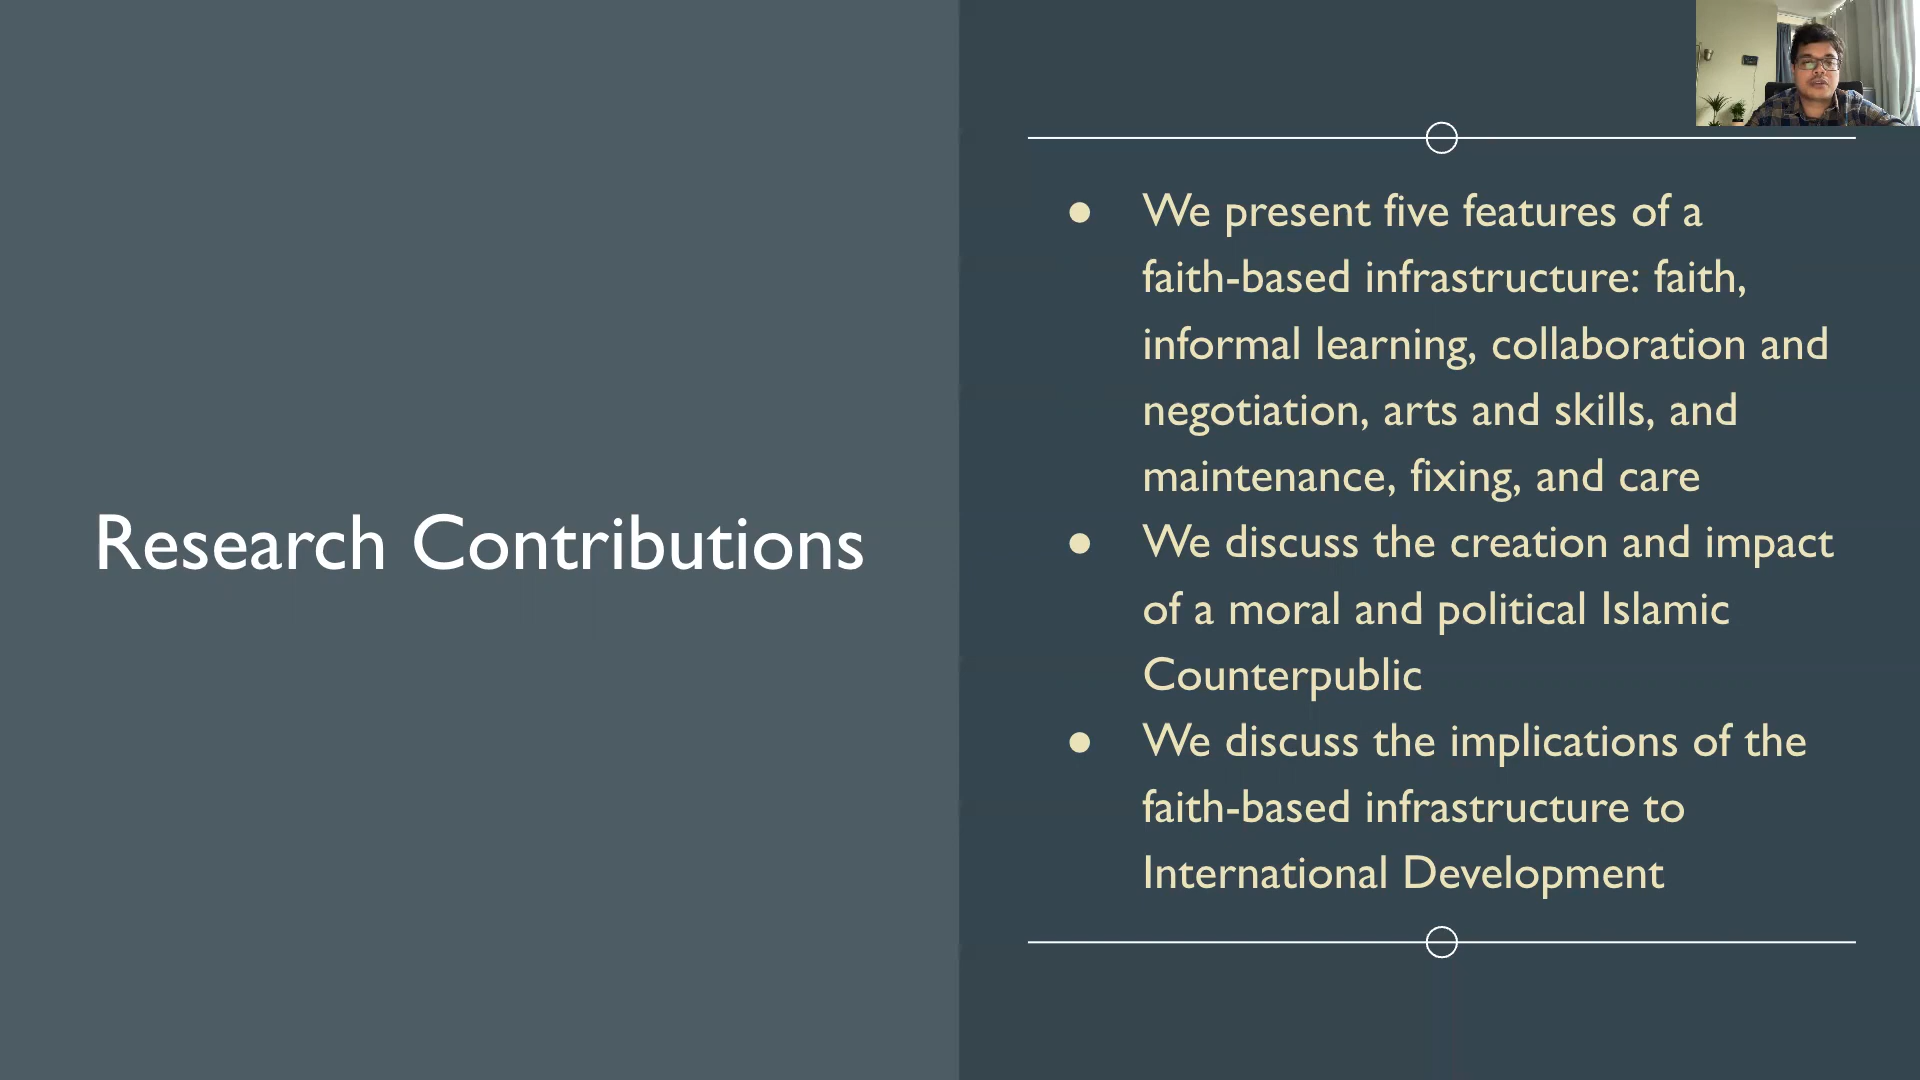 Research Contributions
● We present five features of a
faith-based infrastructure: faith,
informal learning, collaboration and
negotiation, arts and skills, and
maintenance, fixing, and care
● We discuss the creation and impact
of a moral and political Islamic
Counterpublic
● We discuss the implications of the
faith-based infrastructure to
International Development